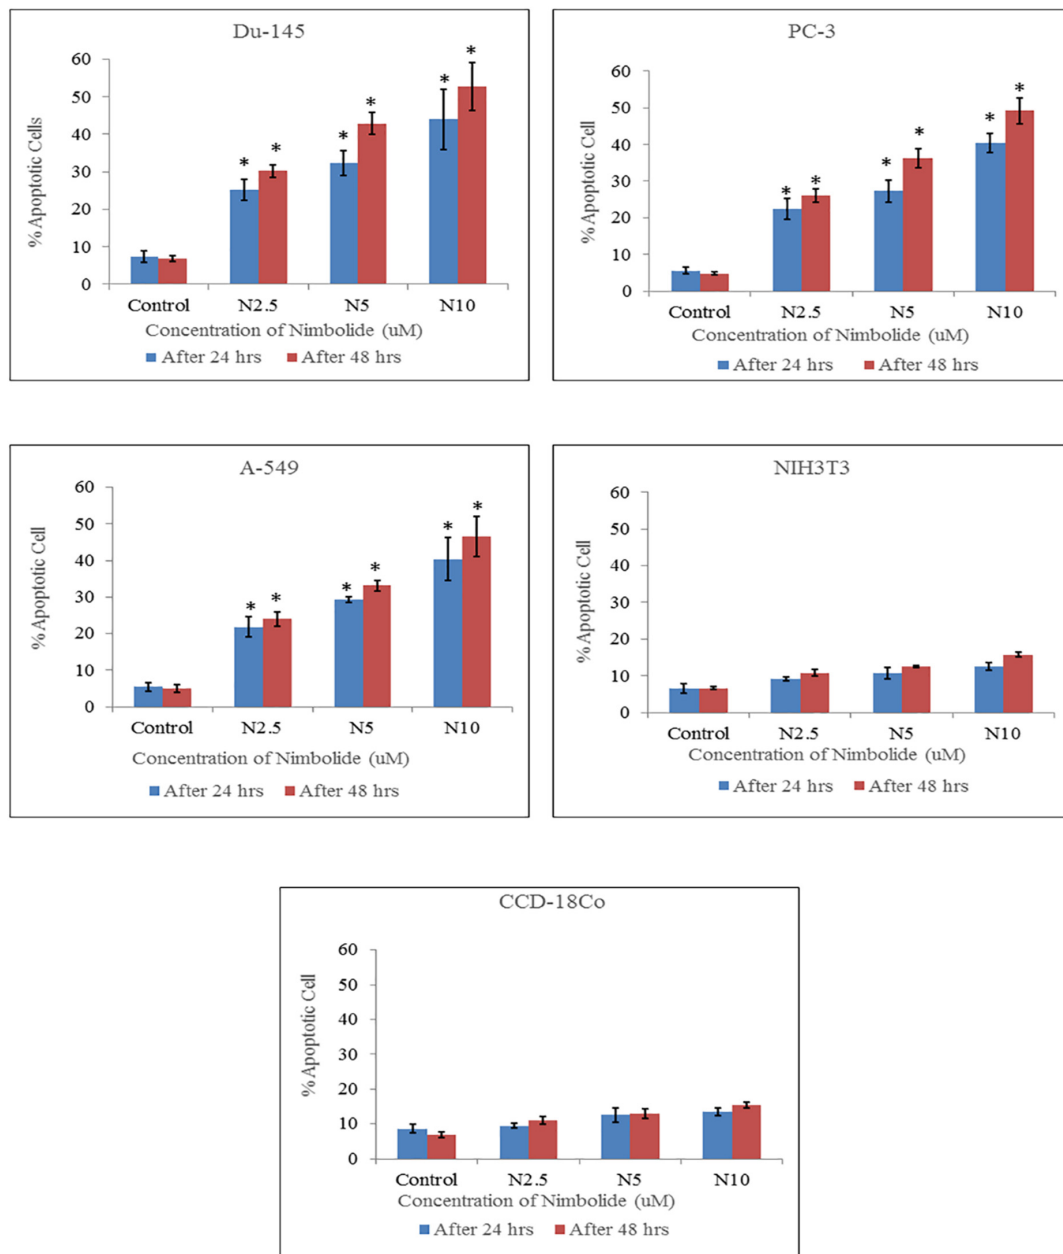 Du-145
60
50
40
30
20
10
0
% Apoptotic Cells
* * * * * *
Control N2.5 N5 N10
Concentration of Nimbolide (uM)
After 24 hrs After 48 hrs
PC-3
60
50
40
30
20
10
0
% Apoptotic Cell
* * * * * *
Control N2.5 N5 N10
Concentration of Nimbolide (uM)
After 24 hrs After 48 hrs
A-549
60
50
40
30
20
10
0
% Apoptotic Cell
* * * * * *
Control N2.5 N5 N10
Concentration of Nimbolide (uM)
After 24 hrs After 48 hrs
NIH3T3
60
50
40
30
20
10
0
% Apoptotic Cell
Control N2.5 N5 N10
Concentration of Nimbolide (uM)
After 24 hrs After 48 hrs
CCD-18Co
60
50
40
30
20
10
0
% Apoptotic Cell
Control N2.5 N5 N10
Concentration of Nimbolide (uM)
After 24 hrs After 48 hrs